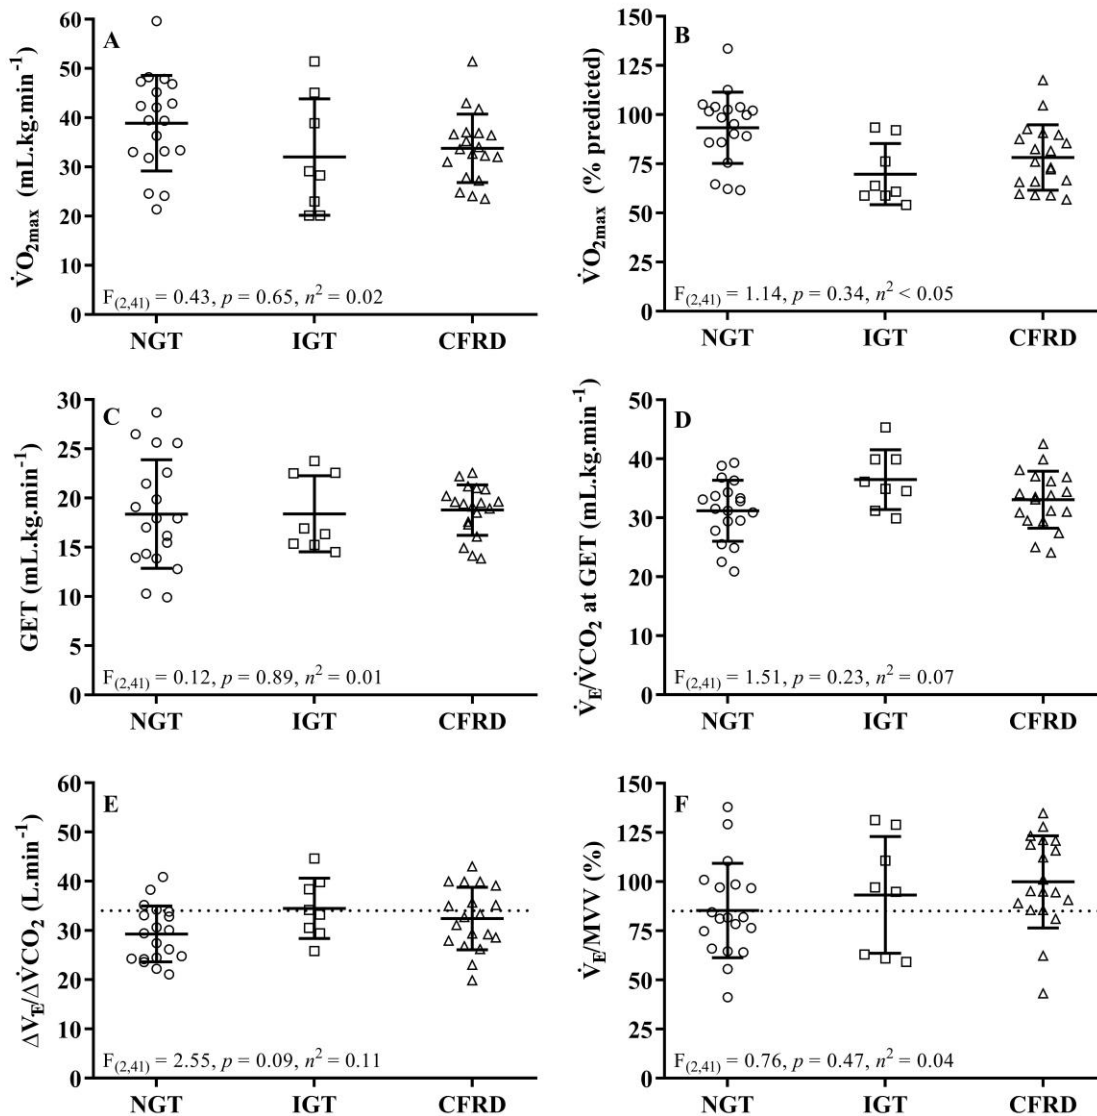 A
V̇O₂max (mL.kg.min⁻¹)
60
50
40
30
20
10
0
F(2,41) = 0.43, p = 0.65, n² = 0.02
NGT IGT CFRD
B
V̇O₂max (% predicted)
150
125
100
75
50
25
0
F(2,41) = 1.14, p = 0.34, n² < 0.05
NGT IGT CFRD
C
GET (mL.kg.min⁻¹)
30
25
20
15
10
5
0
F(2,41) = 0.12, p = 0.89, n² = 0.01
NGT IGT CFRD
D
V̇E/V̇CO₂ at GET (mL.kg.min⁻¹)
50
40
30
20
10
0
F(2,41) = 1.51, p = 0.23, n² = 0.07
NGT IGT CFRD
E
ΔV̇E/ΔV̇CO₂ (L.min⁻¹)
60
50
40
30
20
10
0
F(2,41) = 2.55, p = 0.09, n² = 0.11
NGT IGT CFRD
F
V̇E/MVV (%)
150
125
100
75
50
25
0
F(2,41) = 0.76, p = 0.47, n² = 0.04
NGT IGT CFRD